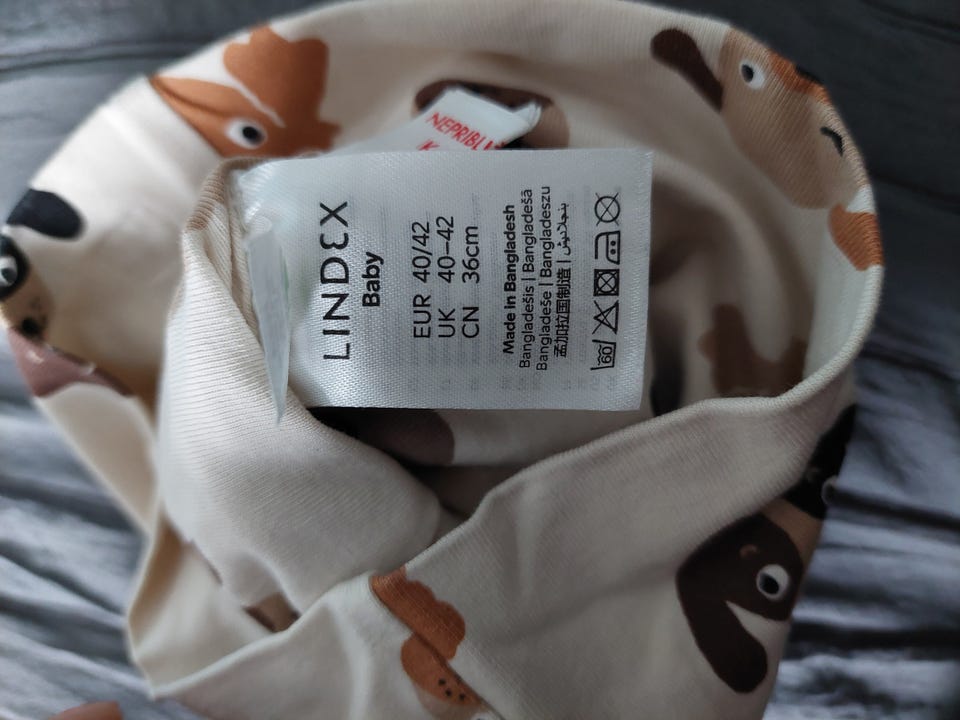 LINDEX
Baby
EUR 40/42
UK 40–42
CN 36cm
Made in Bangladesh
Bangladešis | Bangladešā
Bangladeše | Bangladeszu
孟加拉国制造 | بنجلاديش
60